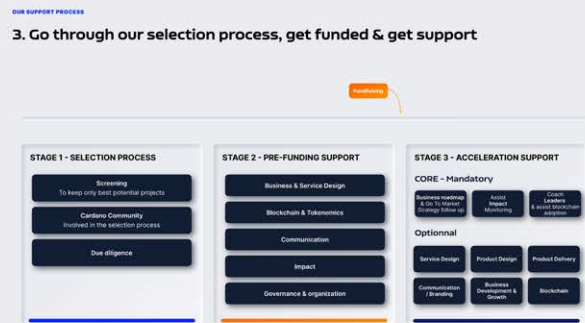 OUR SUPPORT PROCESS
3. Go through our selection process, get funded & get support
Fundraising
STAGE 1 - SELECTION PROCESS
Screening
To keep only best potential projects
Cardano Community
Involved in the selection process
Due diligence
STAGE 2 - PRE-FUNDING SUPPORT
Business & Service Design
Blockchain & Tokenomics
Communication
Impact
Governance & organization
STAGE 3 - ACCELERATION SUPPORT
CORE - Mandatory
Business roadmap
& Go To Market
Strategy follow up
Assist
Impact
Monitoring
Coach
Leaders
& assist blockchain
adoption
Optionnal
Service Design
Product Design
Product Delivery
Communication
/ Branding
Business
Development &
Growth
Blockchain